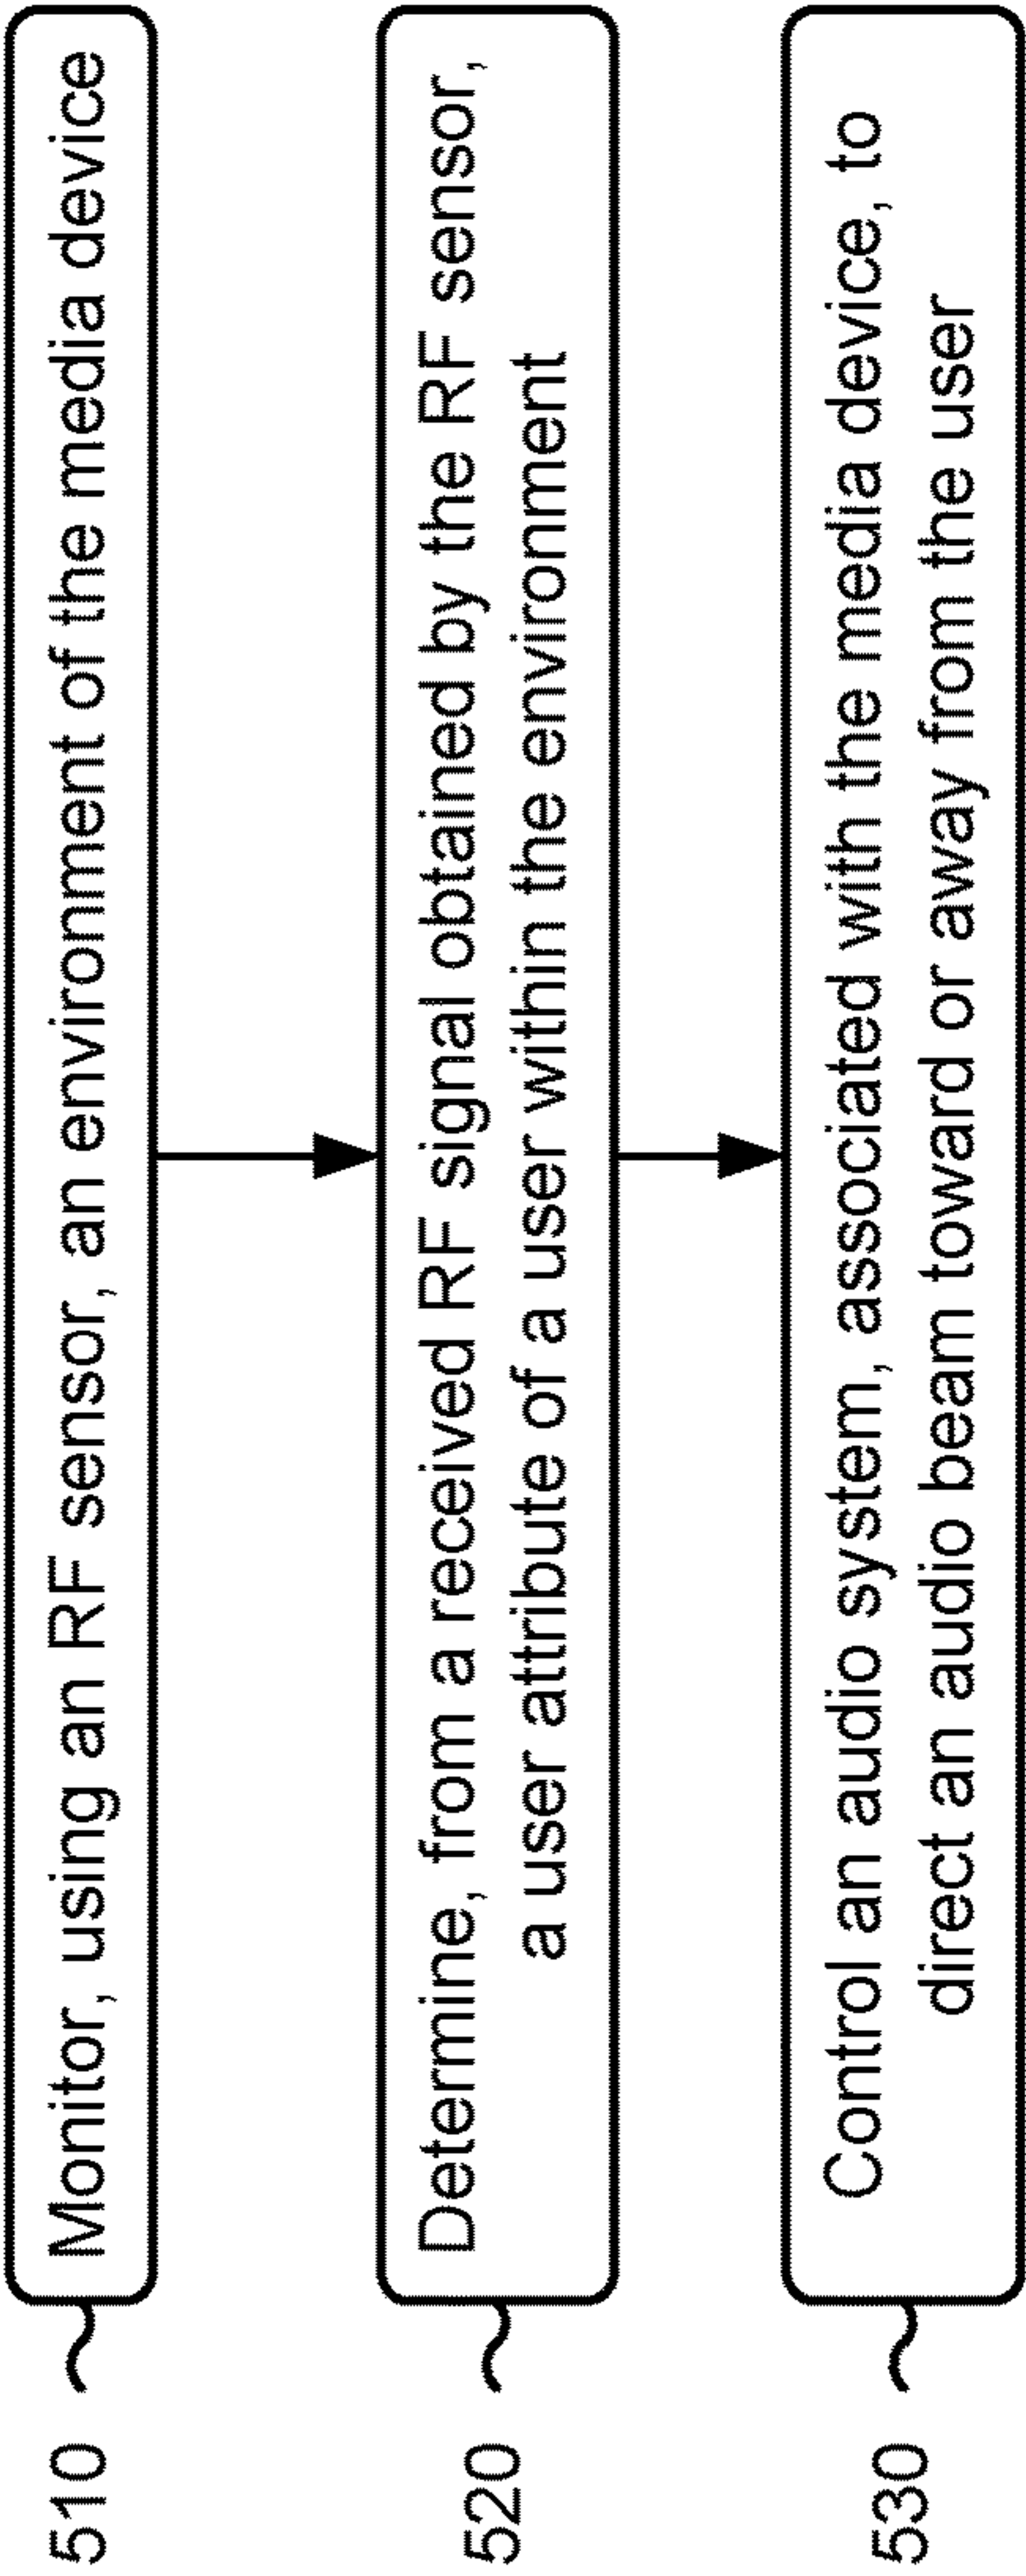 510
Monitor, using an RF sensor, an environment of the media device
520
Determine, from a received RF signal obtained by the RF sensor,
a user attribute of a user within the environment
530
Control an audio system, associated with the media device, to
direct an audio beam toward or away from the user